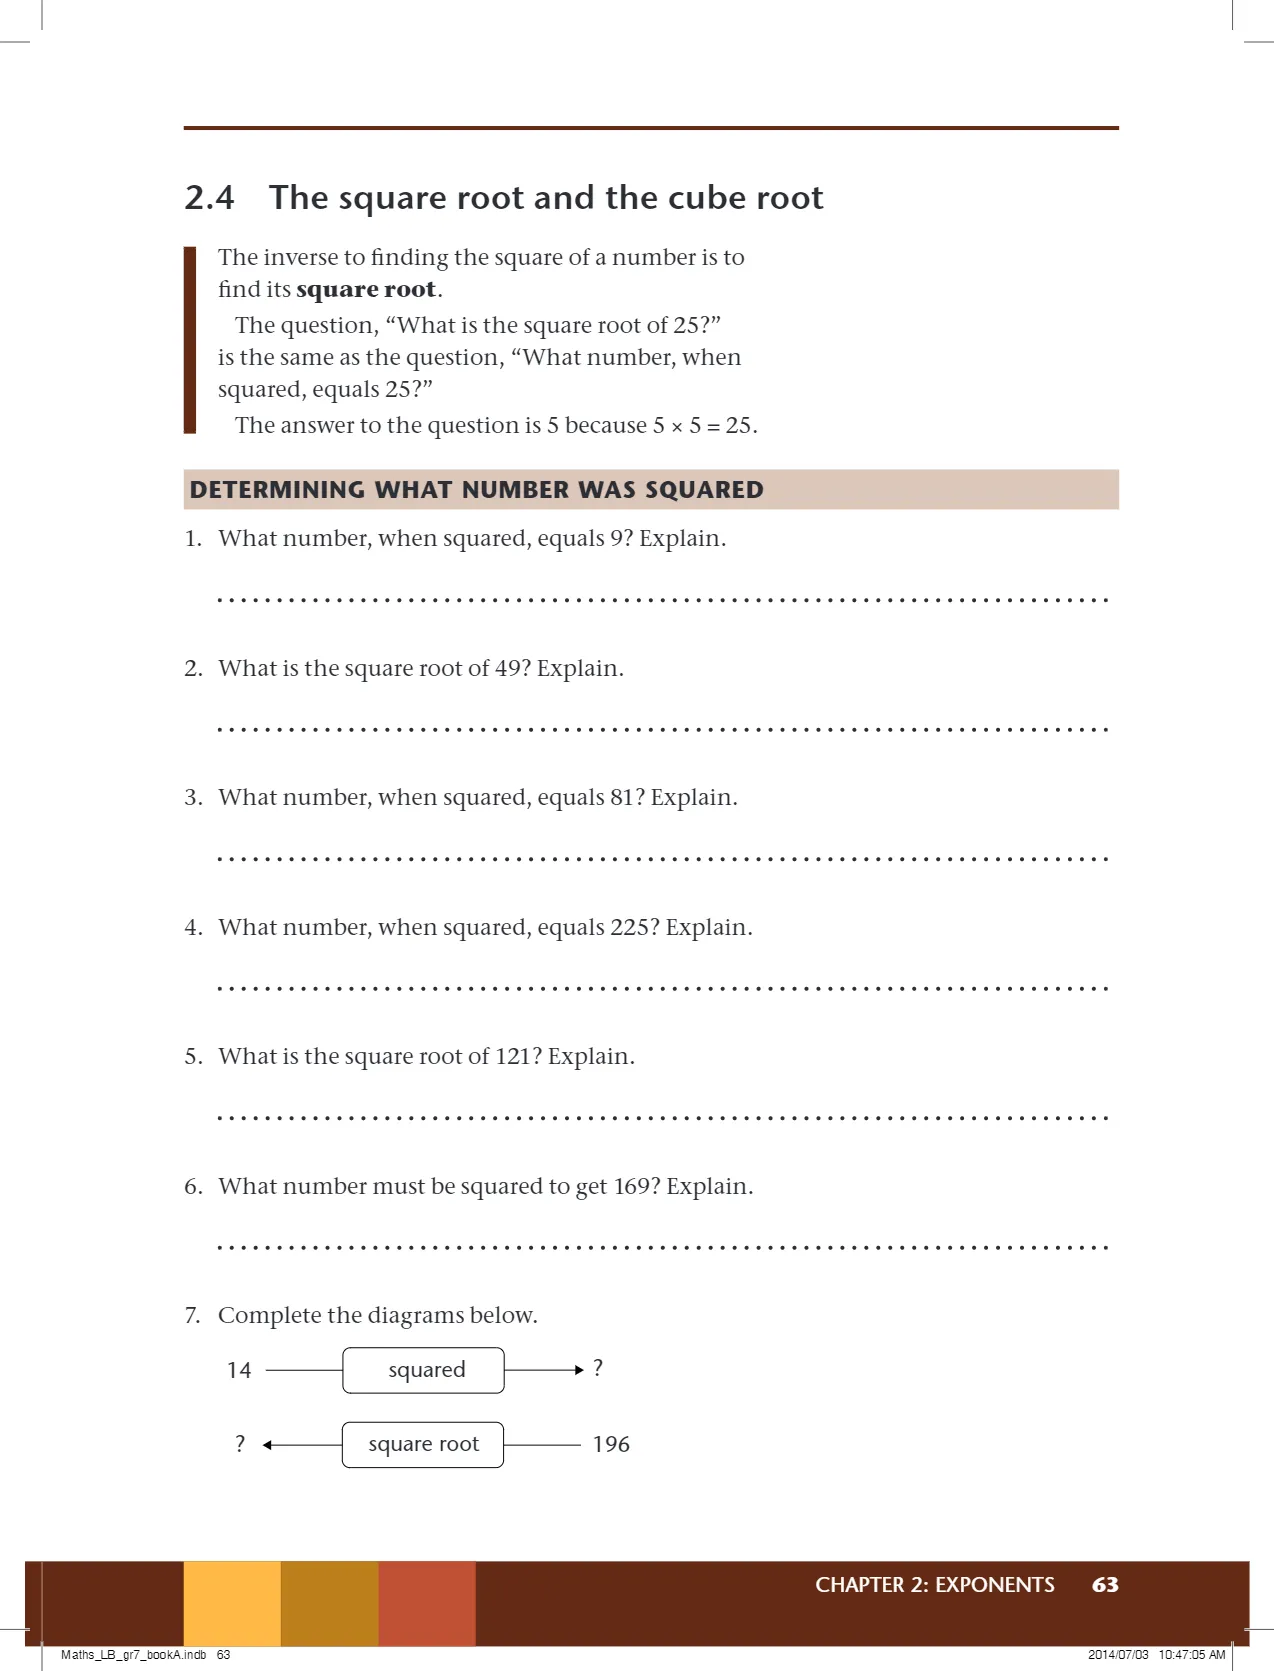 2.4 The square root and the cube root
The inverse to finding the square of a number is to
find its square root.
The question, “What is the square root of 25?”
is the same as the question, “What number, when
squared, equals 25?”
The answer to the question is 5 because 5 × 5 = 25.
DETERMINING WHAT NUMBER WAS SQUARED
1. What number, when squared, equals 9? Explain.
2. What is the square root of 49? Explain.
3. What number, when squared, equals 81? Explain.
4. What number, when squared, equals 225? Explain.
5. What is the square root of 121? Explain.
6. What number must be squared to get 169? Explain.
7. Complete the diagrams below.
14 squared ?
? square root 196
CHAPTER 2: EXPONENTS 63
Maths_LB_gr7_bookA.indb 63 2014/07/03 10:47:05 AM